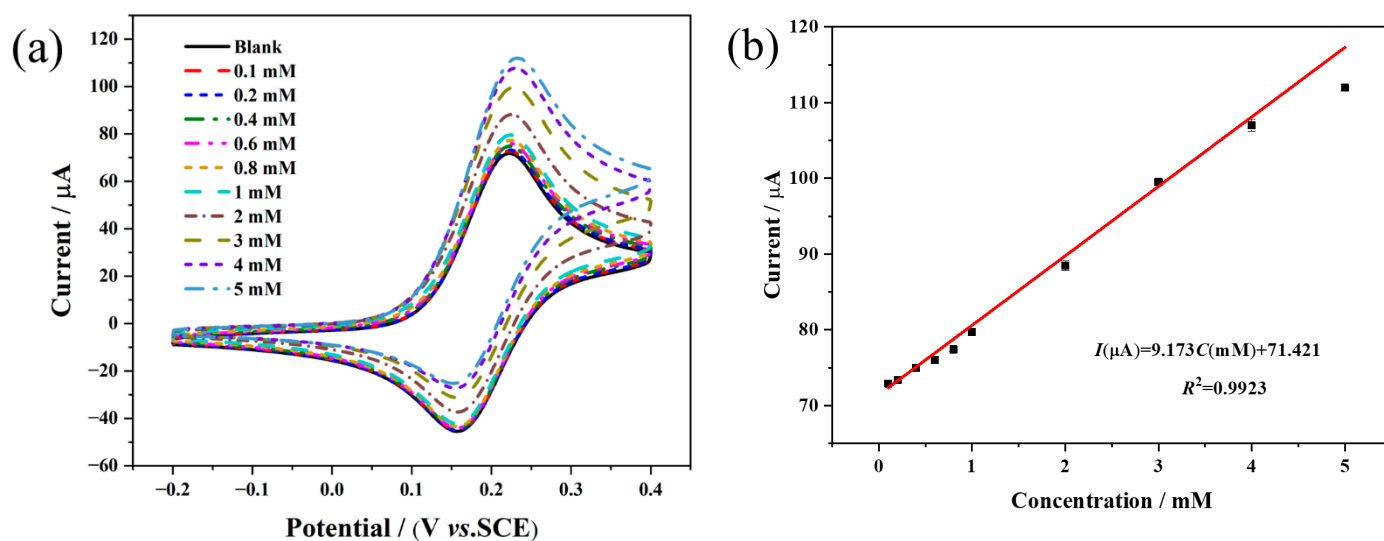 (a)
Current / μA
120
100
80
60
40
20
0
−20
−40
−60
Blank
0.1 mM
0.2 mM
0.4 mM
0.6 mM
0.8 mM
1 mM
2 mM
3 mM
4 mM
5 mM
−0.2
−0.1
0.0
0.1
0.2
0.3
0.4
Potential / (V vs.SCE)
(b)
Current / μA
120
110
100
90
80
70
I(μA)=9.173C(mM)+71.421
R²=0.9923
0
1
2
3
4
5
Concentration / mM